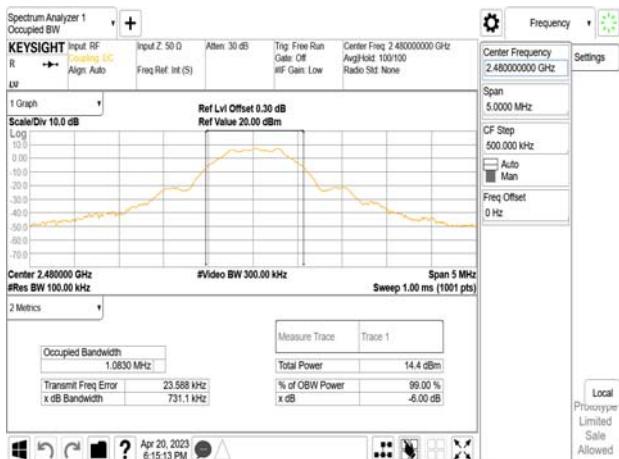 Spectrum Analyzer 1
Occupied BW
Frequency
KEYSIGHT
R
Input: RF
Coupling: DC
Align: Auto
Input Z: 50 Ω
Freq Ref: Int (S)
Atten: 30 dB
Trig: Free Run
Gate: Off
#IF Gain: Low
Center Freq: 2.480000000 GHz
Avg|Hold: 100/100
Radio Std: None
Center Frequency
2.480000000 GHz
Settings
Span
5.0000 MHz
CF Step
500.000 kHz
Auto
Man
Freq Offset
0 Hz
1 Graph
Scale/Div 10.0 dB
Ref Lvl Offset 0.30 dB
Ref Value 20.00 dBm
Log
10.0
0.00
-10.0
-20.0
-30.0
-40.0
-50.0
-60.0
-70.0
Center 2.480000 GHz
#Video BW 300.00 kHz
Span 5 MHz
#Res BW 100.00 kHz
Sweep 1.00 ms (1001 pts)
2 Metrics
Measure Trace Trace 1
Occupied Bandwidth
1.0830 MHz
Total Power 14.4 dBm
Transmit Freq Error 23.588 kHz
% of OBW Power 99.00 %
x dB Bandwidth 731.1 kHz
x dB -6.00 dB
Local
Prototype
Limited
Sale
Allowed
Apr 20, 2023
6:15:13 PM